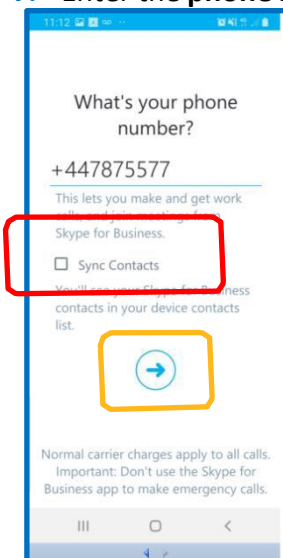 Enter the phone
11:12
What's your phone
number?
+447875577
This lets you make and get work
calls, and join meetings from
Skype for Business.
Sync Contacts
You'll see your Skype for Business
contacts in your device contacts
list.
Normal carrier charges apply to all calls.
Important: Don't use the Skype for
Business app to make emergency calls.